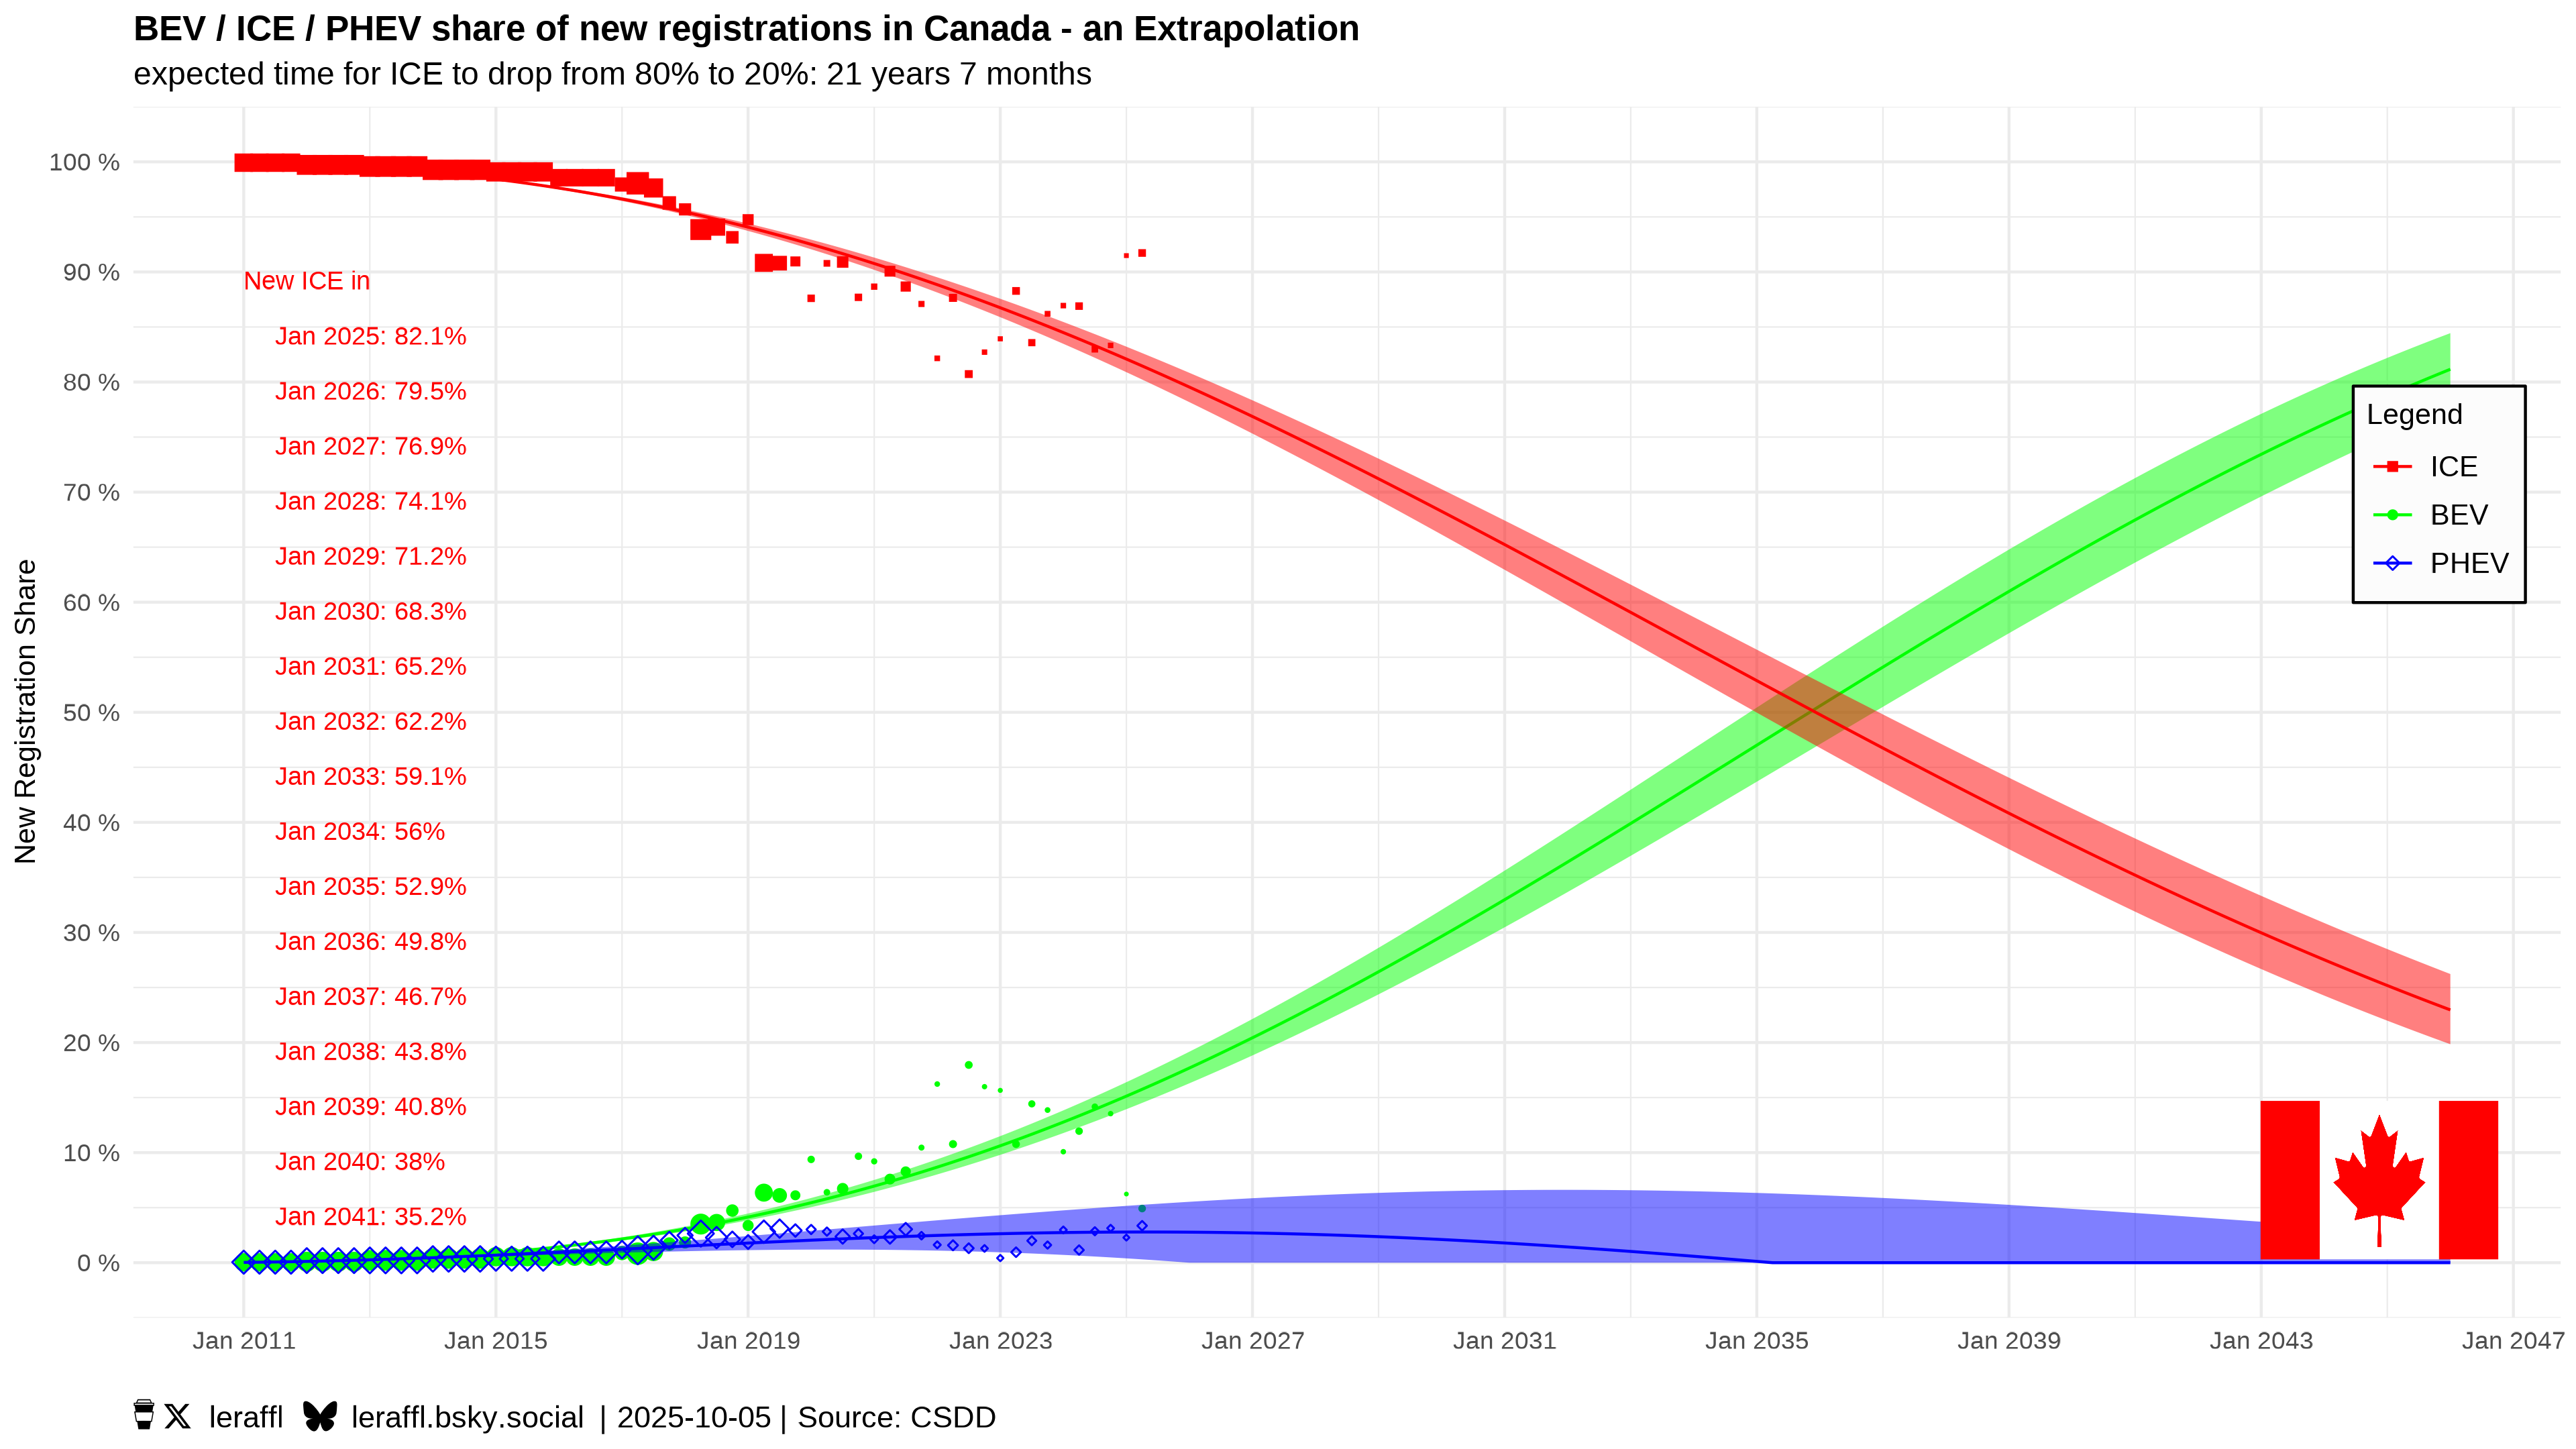 BEV / ICE / PHEV share of new registrations in Canada - an Extrapolation
expected time for ICE to drop from 80% to 20%: 21 years 7 months
New Registration Share
100 %
90 %
80 %
70 %
60 %
50 %
40 %
30 %
20 %
10 %
0 %
New ICE in
Jan 2025: 82.1%
Jan 2026: 79.5%
Jan 2027: 76.9%
Jan 2028: 74.1%
Jan 2029: 71.2%
Jan 2030: 68.3%
Jan 2031: 65.2%
Jan 2032: 62.2%
Jan 2033: 59.1%
Jan 2034: 56%
Jan 2035: 52.9%
Jan 2036: 49.8%
Jan 2037: 46.7%
Jan 2038: 43.8%
Jan 2039: 40.8%
Jan 2040: 38%
Jan 2041: 35.2%
Legend
ICE
BEV
PHEV
Jan 2011 Jan 2015 Jan 2019 Jan 2023 Jan 2027 Jan 2031 Jan 2035 Jan 2039 Jan 2043 Jan 2047
leraffl leraffl.bsky.social | 2025-10-05 | Source: CSDD